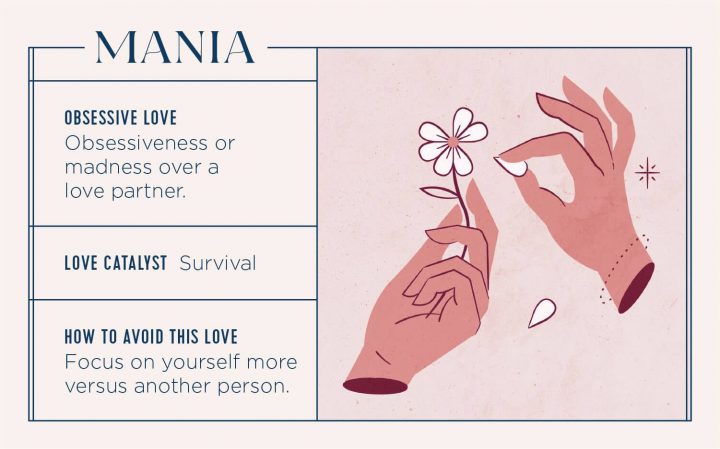 MANIA
OBSESSIVE LOVE
Obsessiveness or
madness over a
love partner.
LOVE CATALYST Survival
HOW TO AVOID THIS LOVE
Focus on yourself more
versus another person.